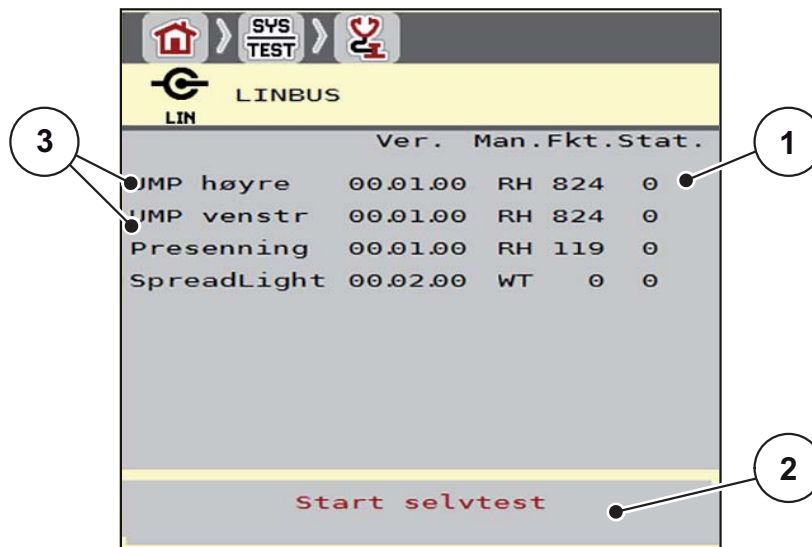 SYS
TEST
LINBUS
LIN
Ver. Man.Fkt.Stat.
3
1
UMP høyre 00.01.00 RH 824 0
UMP venstr 00.01.00 RH 824 0
Presenning 00.01.00 RH 119 0
SpreadLight 00.02.00 WT 0 0
2
Start selvtest